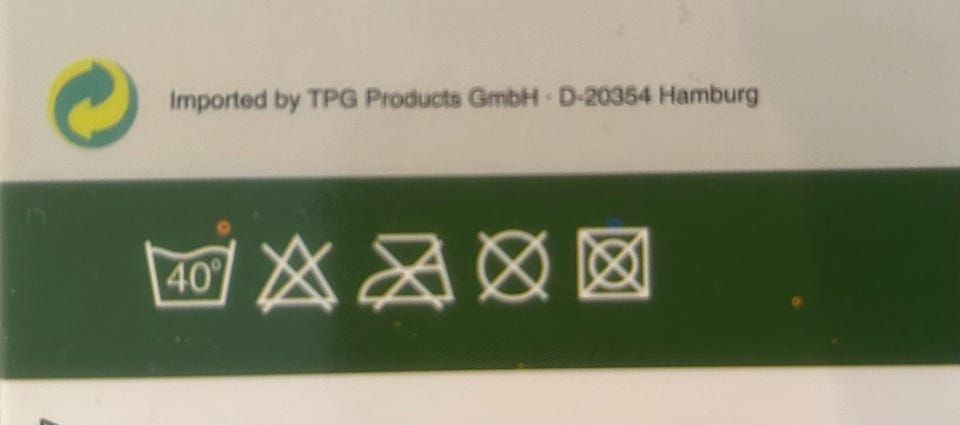 Imported by TPG Products GmbH · D-20354 Hamburg
40°